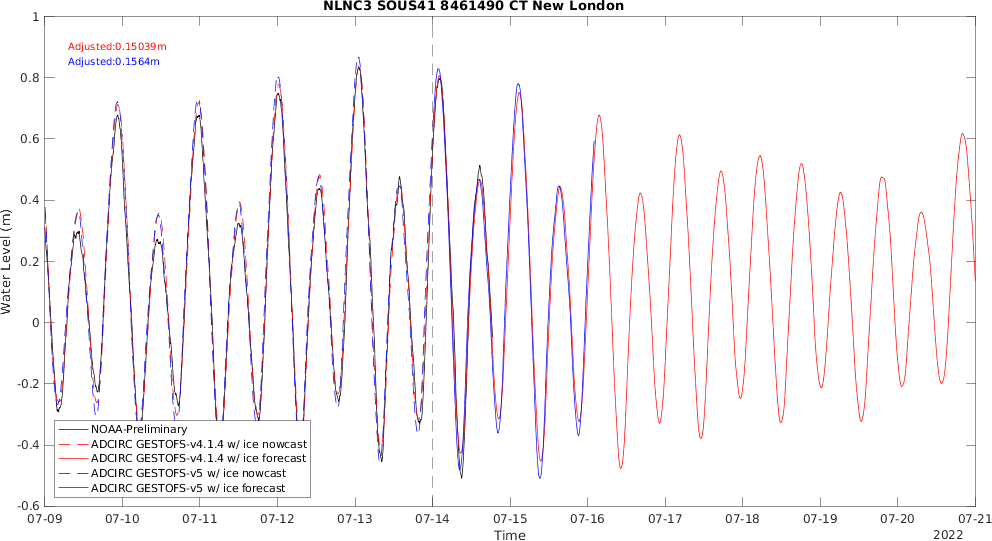 NLNC3 SOUS41 8461490 CT New London
Adjusted:0.15039m
Adjusted:0.1564m
1
0.8
0.6
0.4
0.2
0
-0.2
-0.4
-0.6
Water Level (m)
NOAA-Preliminary
ADCIRC GESTOFS-v4.1.4 w/ ice nowcast
ADCIRC GESTOFS-v4.1.4 w/ ice forecast
ADCIRC GESTOFS-v5 w/ ice nowcast
ADCIRC GESTOFS-v5 w/ ice forecast
07-09 07-10 07-11 07-12 07-13 07-14 07-15 07-16 07-17 07-18 07-19 07-20 07-21
Time
2022